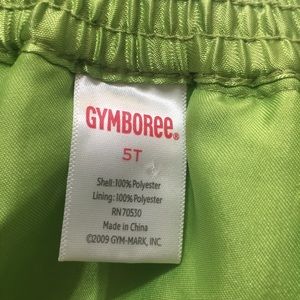 GYMBOREE®
5T
Shell: 100% Polyester
Lining: 100% Polyester
RN 70530
Made in China
©2009 GYM-MARK, INC.